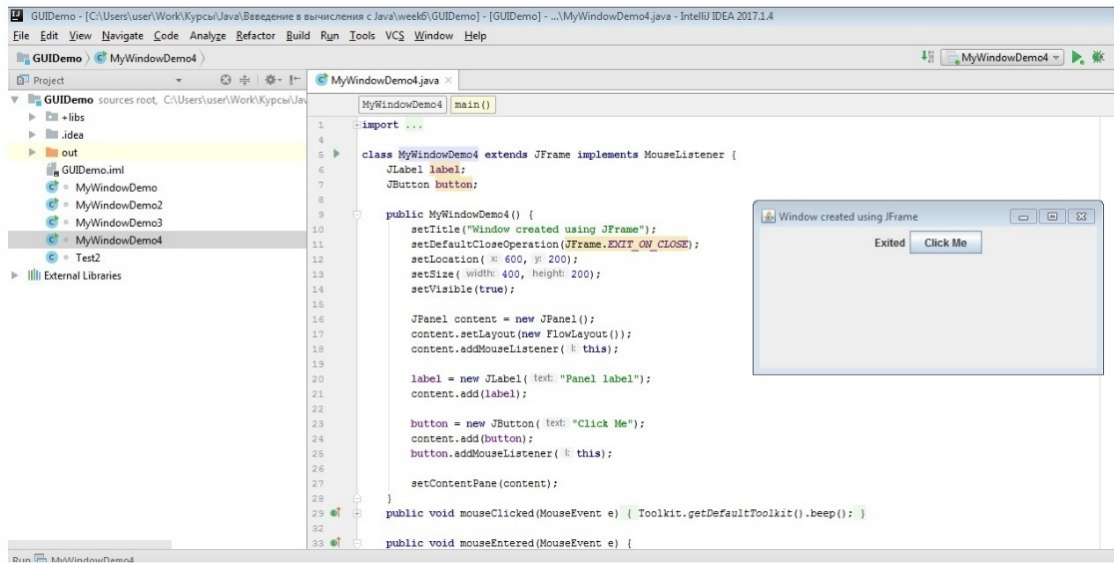 GUIDemo - [C:\Users\user\Work\Курсы\Java\Введение в вычисления с Java\week6\GUIDemo] - [GUIDemo] - ...\MyWindowDemo4.java - IntelliJ IDEA 2017.1.4
File Edit View Navigate Code Analyze Refactor Build Run Tools VCS Window Help
GUIDemo MyWindowDemo4
MyWindowDemo4
Project
MyWindowDemo4.java
GUIDemo sources root, C:\Users\user\Work\Курсы\Jav
+libs
.idea
out
GUIDemo.iml
MyWindowDemo
MyWindowDemo2
MyWindowDemo3
MyWindowDemo4
Test2
External Libraries
MyWindowDemo4 main()
1 import ...
4
5 class MyWindowDemo4 extends JFrame implements MouseListener {
6 JLabel label;
7 JButton button;
8
9 public MyWindowDemo4() {
10 setTitle("Window created using JFrame");
11 setDefaultCloseOperation(JFrame.EXIT_ON_CLOSE);
12 setLocation( x: 600, y: 200);
13 setSize( width: 400, height: 200);
14 setVisible(true);
15
16 JPanel content = new JPanel();
17 content.setLayout(new FlowLayout());
18 content.addMouseListener( l: this);
19
20 label = new JLabel( text: "Panel label");
21 content.add(label);
22
23 button = new JButton( text: "Click Me");
24 content.add(button);
25 button.addMouseListener( l: this);
26
27 setContentPane(content);
28 }
29 public void mouseClicked(MouseEvent e) { Toolkit.getDefaultToolkit().beep(); }
32
33 public void mouseEntered(MouseEvent e) {
Window created using JFrame
Exited Click Me
Run MyWindowDemo4